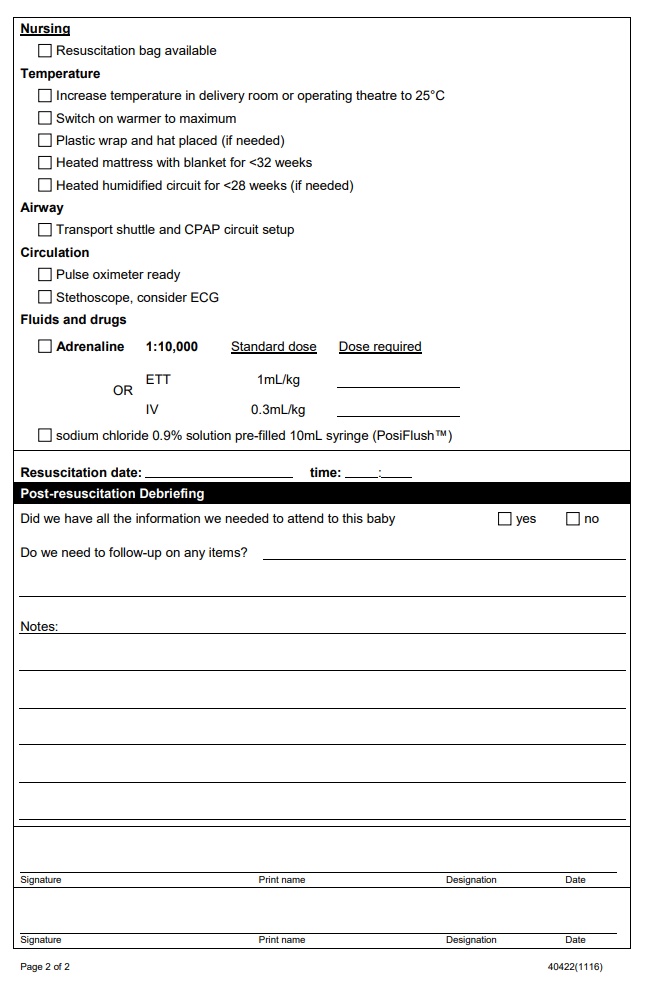 Nursing
Resuscitation bag available
Temperature
Increase temperature in delivery room or operating theatre to 25°C
Switch on warmer to maximum
Plastic wrap and hat placed (if needed)
Heated mattress with blanket for <32 weeks
Heated humidified circuit for <28 weeks (if needed)
Airway
Transport shuttle and CPAP circuit setup
Circulation
Pulse oximeter ready
Stethoscope, consider ECG
Fluids and drugs
Adrenaline 1:10,000 Standard dose Dose required
ETT 1mL/kg
OR
IV 0.3mL/kg
sodium chloride 0.9% solution pre-filled 10mL syringe (PosiFlush™)
Resuscitation date: time: :
Post-resuscitation Debriefing
Did we have all the information we needed to attend to this baby yes no
Do we need to follow-up on any items?
Notes:
Signature Print name Designation Date
Signature Print name Designation Date
Page 2 of 2 40422(1116)